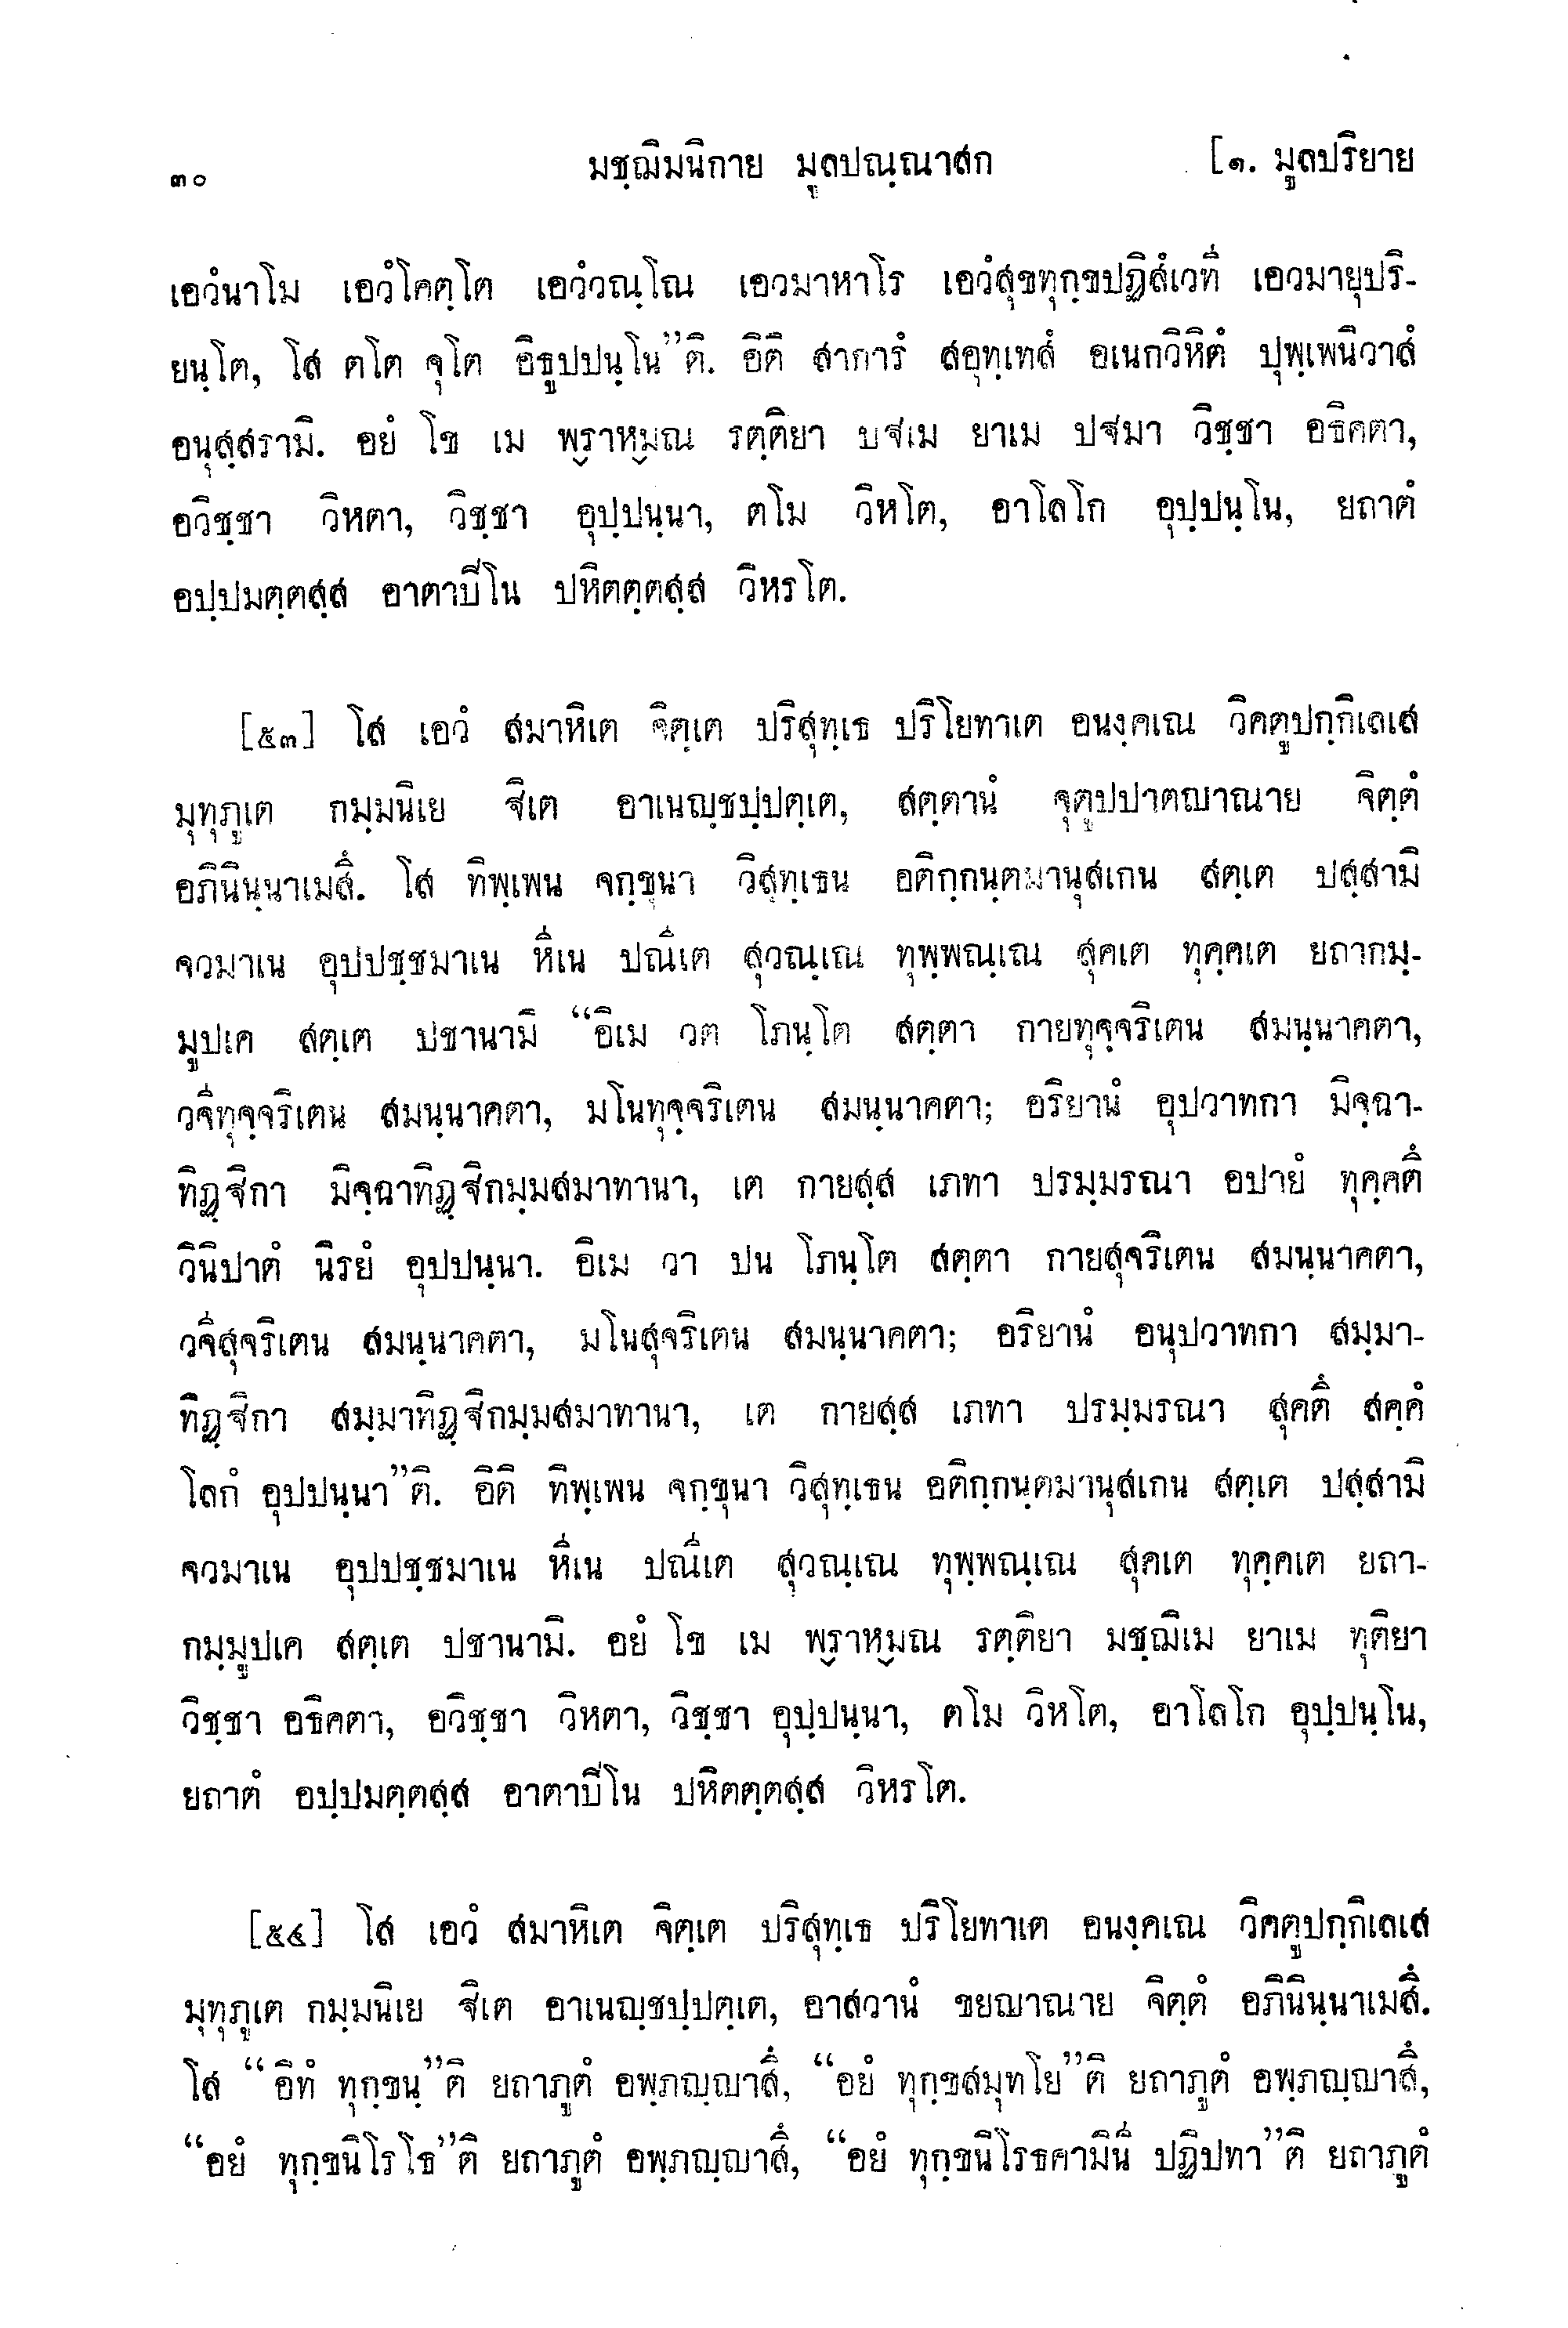 ๓๐ มชฺฌิมนิกาย มูลปณฺณาสก [๑. มูลปริยาย
เอวํนาโม เอวํโคตฺโต เอวํวณฺโณ เอวมาหาโร เอวํสุขทุกฺขปฏิสํเวที เอวมายุปริ-
ยนฺโต, โส ตโต จุโต อิธูปปนฺโน”ติ. อิติ สาการํ สอุทฺเทสํ อเนกวิหิตํ ปุพฺเพนิวาสํ
อนุสฺสรามิ. อยํ โข เม พฺราหฺมณ รตฺติยา ปฐเม ยาเม ปฐมา วิชฺชา อธิคตา,
อวิชฺชา วิหตา, วิชฺชา อุปฺปนฺนา, ตโม วิหโต, อาโลโก อุปฺปนฺโน, ยถาตํ
อปฺปมตฺตสฺส อาตาปิโน ปหิตตฺตสฺส วิหรโต.
[๕๓] โส เอวํ สมาหิเต จิตฺเต ปริสุทฺเธ ปริโยทาเต อนงฺคเณ วิคตูปกฺกิเลเส
มุทุภูเต กมฺมนิเย ฐิเต อาเนญฺชปฺปตฺเต, สตฺตานํ จุตูปปาตญาณาย จิตฺตํ
อภินินฺนาเมสึ. โส ทิพฺเพน จกฺขุนา วิสุทฺเธน อติกฺกนฺตมานุสเกน สตฺเต ปสฺสามิ
จวมาเน อุปปชฺชมาเน หีเน ปณีเต สุวณฺเณ ทุพฺพณฺเณ สุคเต ทุคฺคเต ยถากมฺ-
มูปเค สตฺเต ปชานามิ “อิเม วต โภนฺโต สตฺตา กายทุจฺจริเตน สมนฺนาคตา,
วจีทุจฺจริเตน สมนฺนาคตา, มโนทุจฺจริเตน สมนฺนาคตา; อริยานํ อุปวาทกา มิจฺฉา-
ทิฏฺฐิกา มิจฺฉาทิฏฺฐิกมฺมสมาทานา, เต กายสฺส เภทา ปรมฺมรณา อปายํ ทุคฺคตึ
วินิปาตํ นิรยํ อุปปนฺนา. อิเม วา ปน โภนฺโต สตฺตา กายสุจริเตน สมนฺนาคตา,
วจีสุจริเตน สมนฺนาคตา, มโนสุจริเตน สมนฺนาคตา; อริยานํ อนุปวาทกา สมฺมา-
ทิฏฺฐิกา สมฺมาทิฏฺฐิกมฺมสมาทานา, เต กายสฺส เภทา ปรมฺมรณา สุคตึ สคฺคํ
โลกํ อุปปนฺนา”ติ. อิติ ทิพฺเพน จกฺขุนา วิสุทฺเธน อติกฺกนฺตมานุสเกน สตฺเต ปสฺสามิ
จวมาเน อุปปชฺชมาเน หีเน ปณีเต สุวณฺเณ ทุพฺพณฺเณ สุคเต ทุคฺคเต ยถา-
กมฺมูปเค สตฺเต ปชานามิ. อยํ โข เม พฺราหฺมณ รตฺติยา มชฺฌิเม ยาเม ทุติยา
วิชฺชา อธิคตา, อวิชฺชา วิหตา, วิชฺชา อุปฺปนฺนา, ตโม วิหโต, อาโลโก อุปฺปนฺโน,
ยถาตํ อปฺปมตฺตสฺส อาตาปิโน ปหิตตฺตสฺส วิหรโต.
[๕๔] โส เอวํ สมาหิเต จิตฺเต ปริสุทฺเธ ปริโยทาเต อนงฺคเณ วิคตูปกฺกิเลเส
มุทุภูเต กมฺมนิเย ฐิเต อาเนญฺชปฺปตฺเต, อาสวานํ ขยญาณาย จิตฺตํ อภินินฺนาเมสึ.
โส “อิทํ ทุกฺขนฺ”ติ ยถาภูตํ อพฺภญฺญาสึ, “อยํ ทุกฺขสมุทโย”ติ ยถาภูตํ อพฺภญฺญาสึ,
“อยํ ทุกฺขนิโรโธ”ติ ยถาภูตํ อพฺภญฺญาสึ, “อยํ ทุกฺขนิโรธคามินี ปฏิปทา”ติ ยถาภูตํ